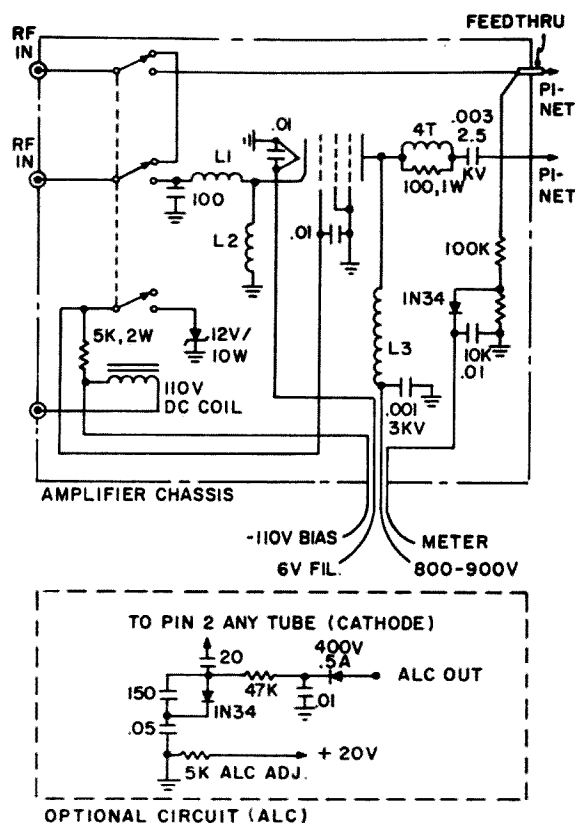 FEEDTHRU
RF
IN
PI-
NET
.01
4T
.003
2.5
KV
RF
IN
L1
100
100,1W
PI-
NET
L2
.01
100K
1N34
5K,2W
12V/
10W
L3
10K
.01
110V
DC COIL
.001
3KV
AMPLIFIER CHASSIS
-110V BIAS
METER
6V FIL.
800-900V
TO PIN 2 ANY TUBE (CATHODE)
20
400V
.5A
ALC OUT
150
47K
1N34
.01
.05
+ 20V
5K ALC ADJ.
OPTIONAL CIRCUIT (ALC)